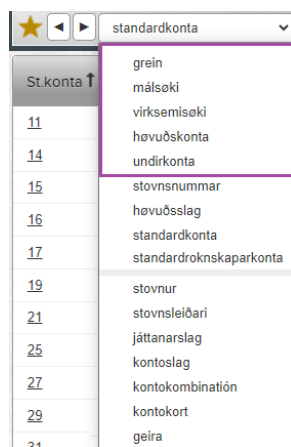 standardkonta
St.konta
11
14
15
16
17
19
21
25
27
29
31
grein
málsøki
virksemisøki
høvuðskonta
undirkonta
stovnsnummar
høvuðsslag
standardkonta
standardroknskaparkonta
stovnur
stovnsleiðari
játtanarslag
kontoslag
kontokombinatión
kontokort
geira